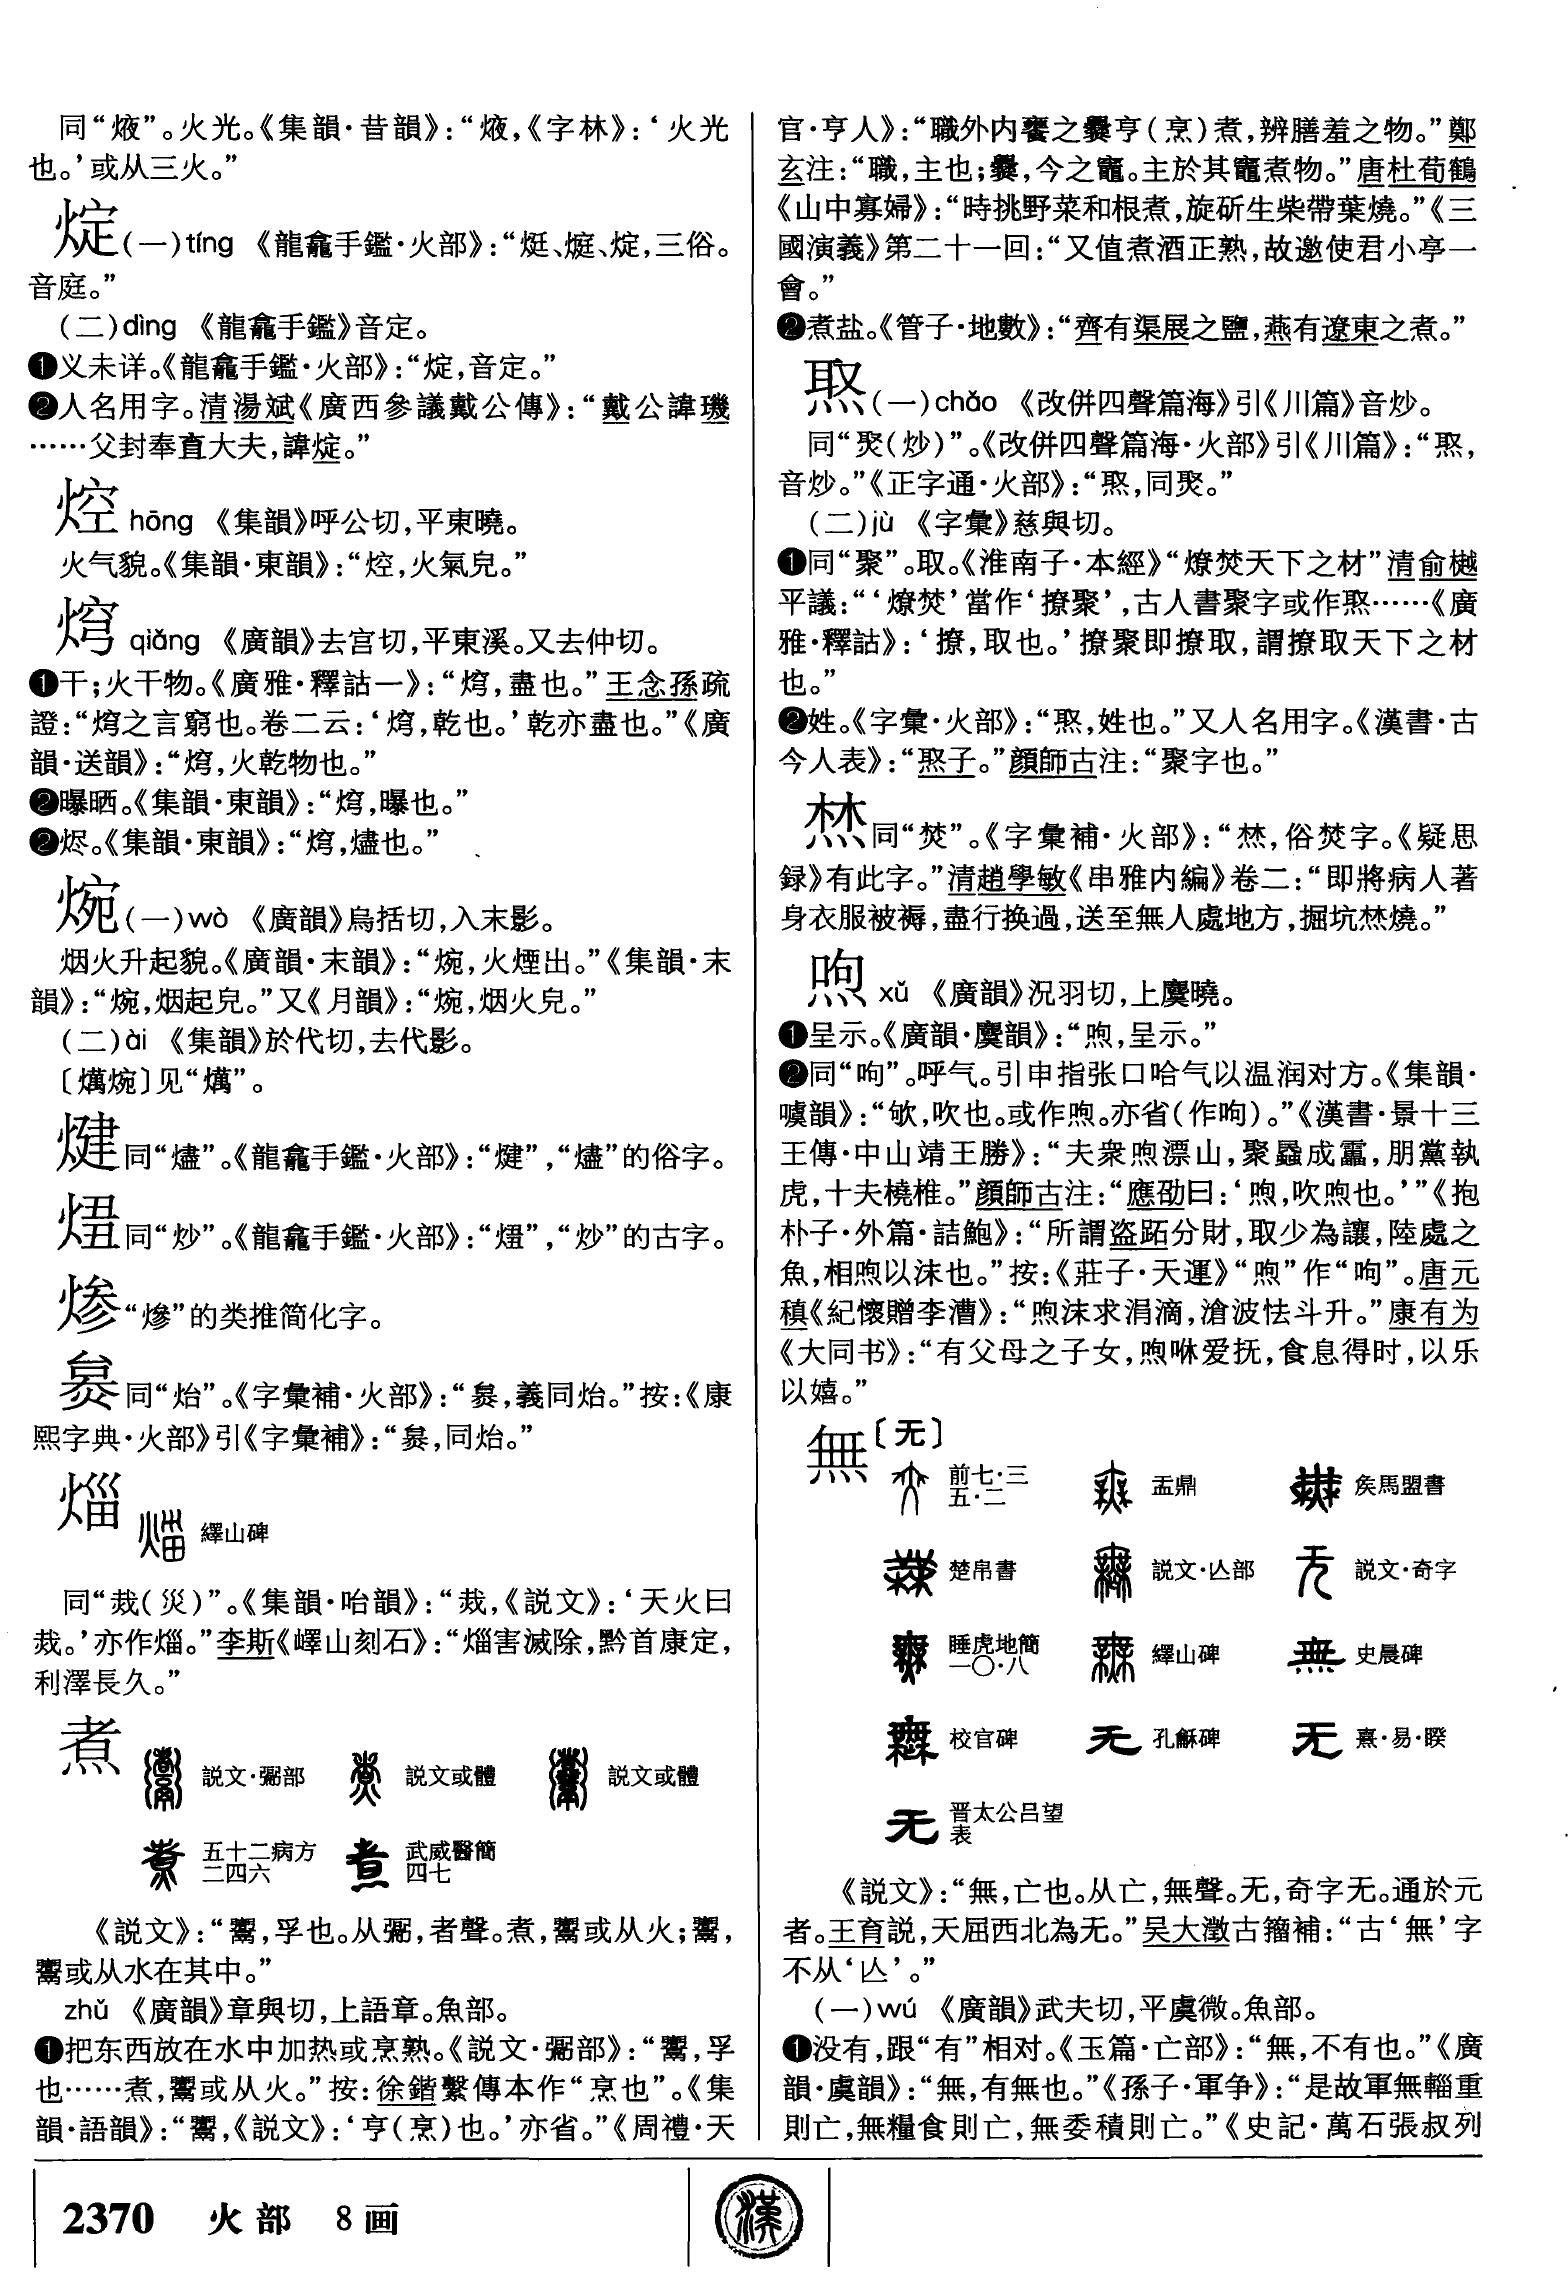 同“焲”。火光。《集韻·昔韻》：“焲，《字林》：‘火光
也。’或从三火。”
(一)tíng 《龍龕手鑑·火部》：“烶、𤊶、㝎，三俗。
音庭。”
(二)dìng 《龍龕手鑑》音定。
❶义未详。《龍龕手鑑·火部》：“，音定。”
❷人名用字。清湯斌《廣西參議戴公傳》：“戴公諱璣
……父封奉直大夫，諱。”
焢 hōng 《集韻》呼公切，平東曉。
火气貌。《集韻·東韻》：“焢，火氣皃。”
焪 qiǎng 《廣韻》去宫切，平東溪。又去仲切。
❶干；火干物。《廣雅·釋詁一》：“焪，盡也。”王念孫疏
證：“焪之言窮也。卷二云：‘焪，乾也。’乾亦盡也。”《廣
韻·送韻》：“焪，火乾物也。”
❷曝晒。《集韻·東韻》：“焪，曝也。”
❷烬。《集韻·東韻》：“焪，燼也。”
焥(一)wò 《廣韻》烏括切，入末影。
烟火升起貌。《廣韻·末韻》：“焥，火煙出。”《集韻·末
韻》：“焥，烟起皃。”又《月韻》：“焥，烟火皃。”
(二)ài 《集韻》於代切，去代影。
〔爄焥〕见“爄”。
同“燼”。《龍龕手鑑·火部》：“”，“燼”的俗字。
同“炒”。《龍龕手鑑·火部》：“”，“炒”的古字。
“熮”的类推简化字。
同“炲”。《字彙補·火部》：“，義同炲。”按：《康
熙字典·火部》引《字彙補》：“，同炲。”
㶡
繹山碑
同“烖(災)”。《集韻·咍韻》：“烖，《説文》：‘天火曰
烖。’亦作。”李斯《嶧山刻石》：“害滅除，黔首康定，
利澤長久。”
煮
説文·䰜部 説文或體 説文或體
五十二病方二四六 武威醫簡四七
《説文》：“䰞，孚也。从䰜，者聲。煮，䰞或从火；，
䰞或从水在其中。”
zhǔ 《廣韻》章與切，上語章。魚部。
❶把东西放在水中加热或烹熟。《説文·䰜部》：“䰞，孚
也……煮，䰞或从火。”按：徐鍇繫傳本作“烹也”。《集
韻·語韻》：“䰞，《説文》：‘亨(烹)也。’亦省。”《周禮·天
官·亨人》：“職外内饔之爨亨(烹)煮，辨膳羞之物。”鄭
玄注：“職，主也；爨，今之竈。主於其竈煮物。”唐杜荀鶴
《山中寡婦》：“時挑野菜和根煮，旋斫生柴帶葉燒。”《三
國演義》第二十一回：“又值煮酒正熟，故邀使君小亭一
會。”
❷煮盐。《管子·地數》：“齊有渠展之鹽，燕有遼東之煮。”
焣(一)chǎo 《改併四聲篇海》引《川篇》音炒。
同“煼(炒)”。《改併四聲篇海·火部》引《川篇》：“焣，
音炒。”《正字通·火部》：“焣，同。”
(二)jù 《字彙》慈與切。
❶同“聚”。取。《淮南子·本經》“燎焚天下之材”清俞樾
平議：“‘燎焚’當作‘撩聚’，古人書聚字或作焣……《廣
雅·釋詁》：‘撩，取也。’撩聚即撩取，謂撩取天下之材
也。”
❷姓。《字彙·火部》：“焣，姓也。”又人名用字。《漢書·古
今人表》：“焣子。”顔師古注：“聚字也。”
㷊同“焚”。《字彙補·火部》：“，俗焚字。《疑思
録》有此字。”清趙學敏《串雅内編》卷二：“即將病人著
身衣服被褥，盡行换過，送至無人處地方，掘坑燒。”
煦 xǔ 《廣韻》況羽切，上麌曉。
❶呈示。《廣韻·麌韻》：“，呈示。”
❷同“呴”。呼气。引申指张口哈气以温润对方。《集韻·
噳韻》：“欨，吹也。或作。亦省(作呴)。”《漢書·景十三
王傳·中山靖王勝》：“夫衆漂山，聚蟁成靁，朋黨執
虎，十夫橈椎。”顔師古注：“應劭曰：‘，吹也。’”《抱
朴子·外篇·詰鮑》：“所謂盗跖分財，取少為讓，陸處之
魚，相以沫也。”按：《莊子·天運》“”作“呴”。唐元
稹《紀懷贈李漕》：“沫求涓滴，滄波怯斗升。”康有为
《大同书》：“有父母之子女，咻爱抚，食息得时，以乐
以嬉。”
無〔无〕
前七·三五·二 盂鼎 矦馬盟書
楚帛書 説文·亾部 説文·奇字
睡虎地簡一〇·八 繹山碑 史晨碑
校官碑 孔龢碑 熹·易·睽
晋太公吕望表
《説文》：“無，亡也。从亡，無聲。无，奇字无。通於元
者。王育説，天屈西北為无。”吴大澂古籀補：“古‘無’字
不从‘亾’。”
(一)wú 《廣韻》武夫切，平虞微。魚部。
❶没有，跟“有”相对。《玉篇·亡部》：“無，不有也。”《廣
韻·虞韻》：“無，有無也。”《孫子·軍争》：“是故軍無輜重
則亡，無糧食則亡，無委積則亡。”《史記·萬石張叔列
2370 火部 8画
漢